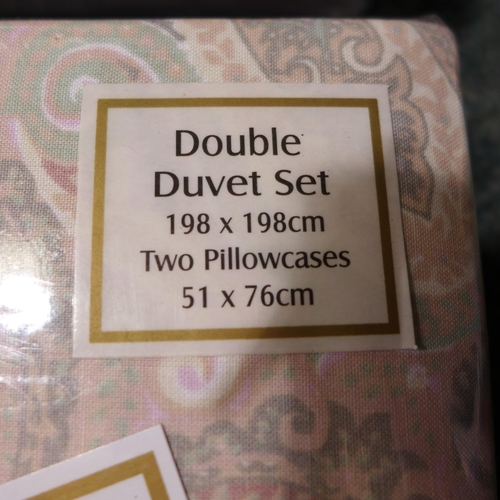 Double
Duvet Set
198 x 198cm
Two Pillowcases
51 x 76cm